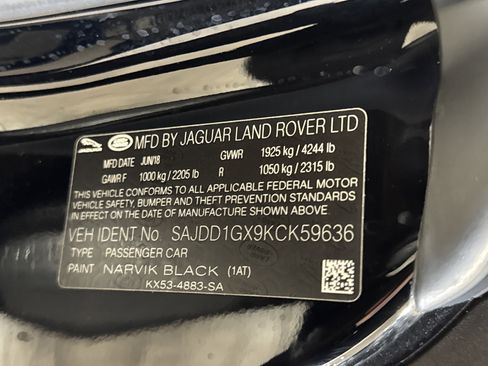 MFD BY JAGUAR LAND ROVER LTD
MFD DATE JUN/18 GVWR 1925 kg / 4244 lb
GAWR F 1000 kg / 2205 lb R 1050 kg / 2315 lb
THIS VEHICLE CONFORMS TO ALL APPLICABLE FEDERAL MOTOR
VEHICLE SAFETY, BUMPER AND THEFT PREVENTION STANDARDS
IN EFFECT ON THE DATE OF MANUFACTURE SHOWN ABOVE
VEH IDENT No. SAJDD1GX9KCK59636
TYPE PASSENGER CAR
PAINT NARVIK BLACK (1AT)
KX53-4883-SA